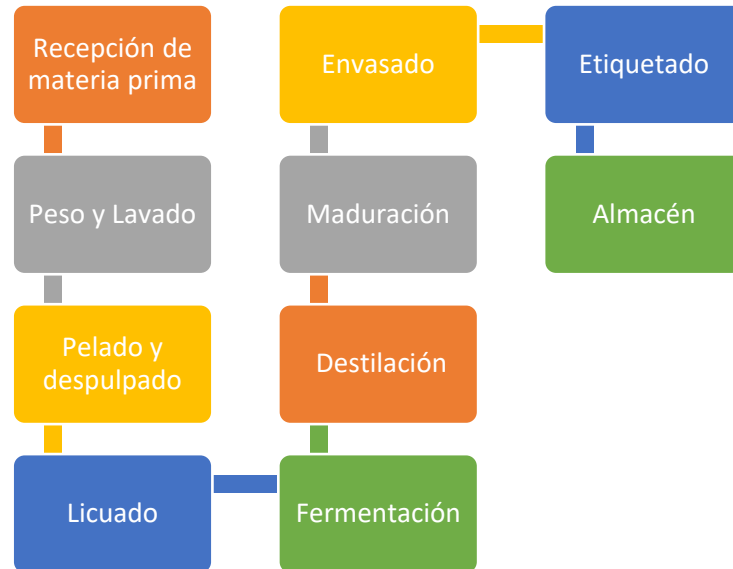 Recepción de
materia prima
Peso y Lavado
Pelado y
despulpado
Licuado
Fermentación
Destilación
Maduración
Envasado
Etiquetado
Almacén